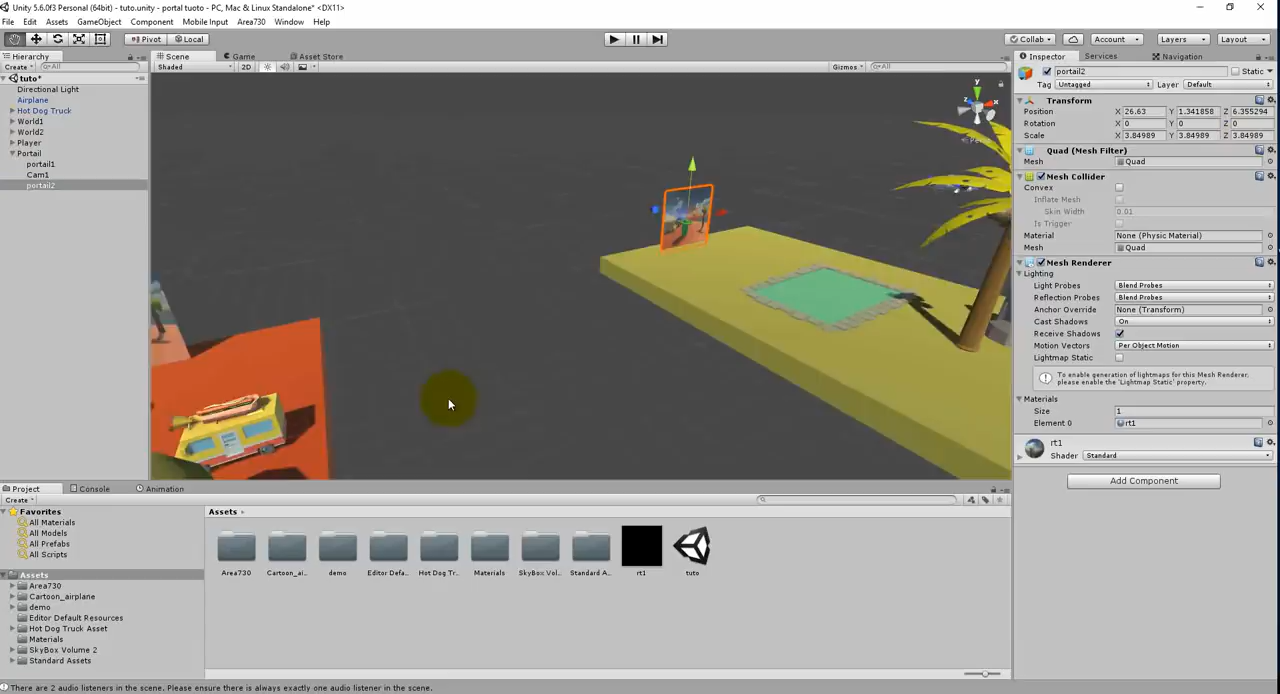 Unity 5.6.0f3 Personal (64bit) - tuto.unity - portal tuoto - PC, Mac & Linux Standalone* <DX11>
File Edit Assets GameObject Component Mobile Input Area730 Window Help
Pivot Local Collab Account Layers Layout
Hierarchy Scene Game Asset Store Inspector Services Navigation
Create All Shaded 2D Gizmos All portail2 Static
tuto*
Tag Untagged Layer Default
Directional Light
Airplane
Hot Dog Truck
World1
World2
Player
Portail
portail1
Cam1
portail2
Transform
Position X 26.63 Y 1.341858 Z 6.355294
Rotation X 0 Y 0 Z 0
Scale X 3.84989 Y 3.84989 Z 3.84989
Quad (Mesh Filter)
Mesh Quad
Mesh Collider
Convex
Inflate Mesh
Skin Width 0.01
Is Trigger
Material None (Physic Material)
Mesh Quad
Mesh Renderer
Lighting
Light Probes Blend Probes
Reflection Probes Blend Probes
Anchor Override None (Transform)
Cast Shadows On
Receive Shadows
Motion Vectors Per Object Motion
Lightmap Static
To enable generation of lightmaps for this Mesh Renderer,
please enable the 'Lightmap Static' property.
Materials
Size 1
Element 0 rt1
rt1
Shader Standard
Add Component
y
x
z
Project Console Animation
Create
Favorites
All Materials
All Models
All Prefabs
All Scripts
Assets
Area730
Cartoon_airplane
demo
Editor Default Resources
Hot Dog Truck Asset
Materials
SkyBox Volume 2
Standard Assets
Assets
Area730 Cartoon_ai... demo Editor Defa... Hot Dog Tr... Materials SkyBox Vol... Standard A... rt1 tuto
There are 2 audio listeners in the scene. Please ensure there is always exactly one audio listener in the scene.